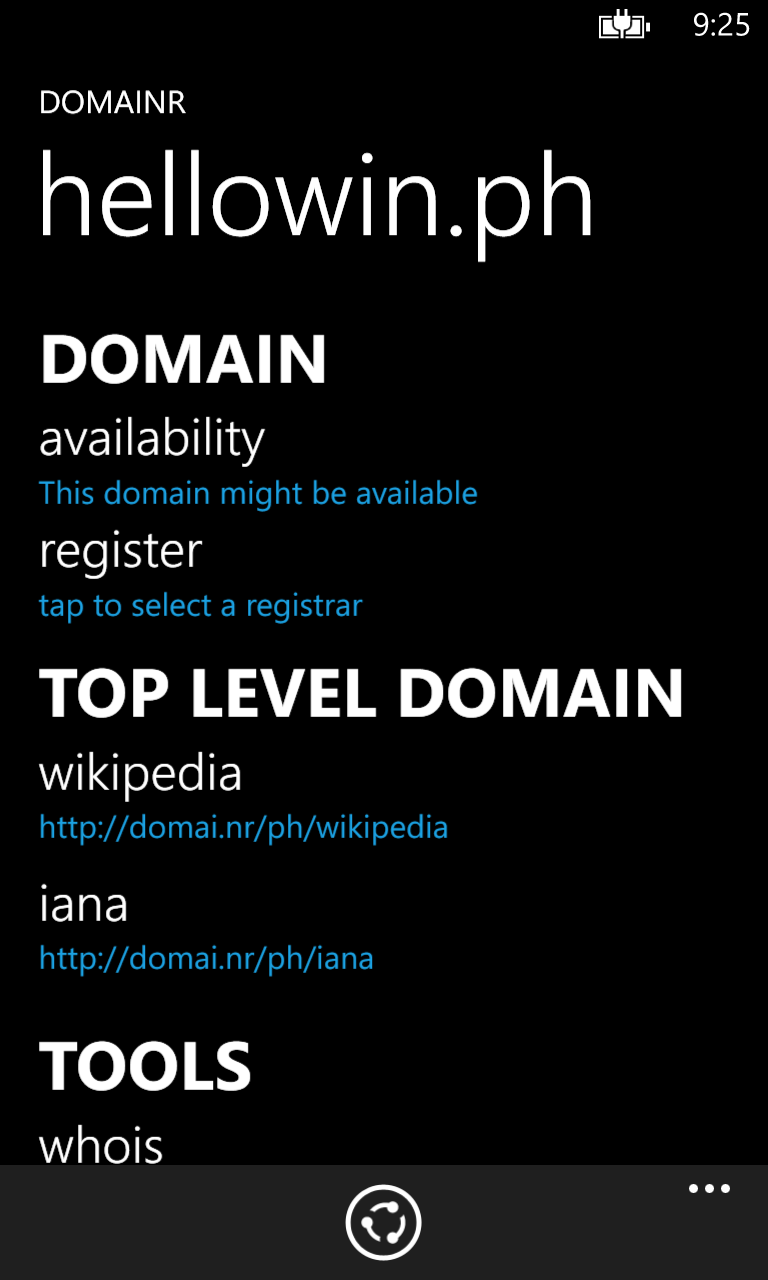 9:25
DOMAINR
hellowin.ph
DOMAIN
availability
This domain might be available
register
tap to select a registrar
TOP LEVEL DOMAIN
wikipedia
http://domai.nr/ph/wikipedia
iana
http://domai.nr/ph/iana
TOOLS
whois